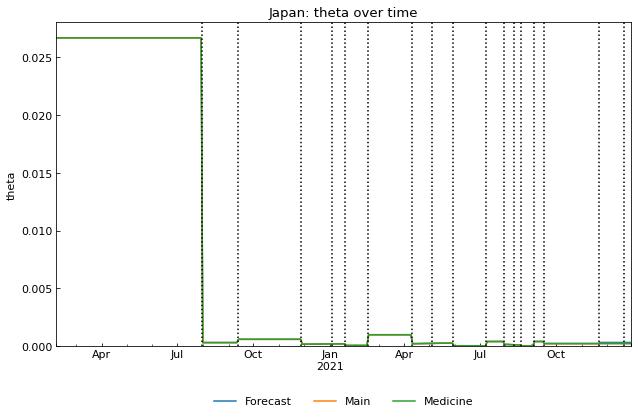 Japan: theta over time
theta
0.025
0.020
0.015
0.010
0.005
0.000
Apr Jul Oct Jan Apr Jul Oct
2021
Forecast Main Medicine